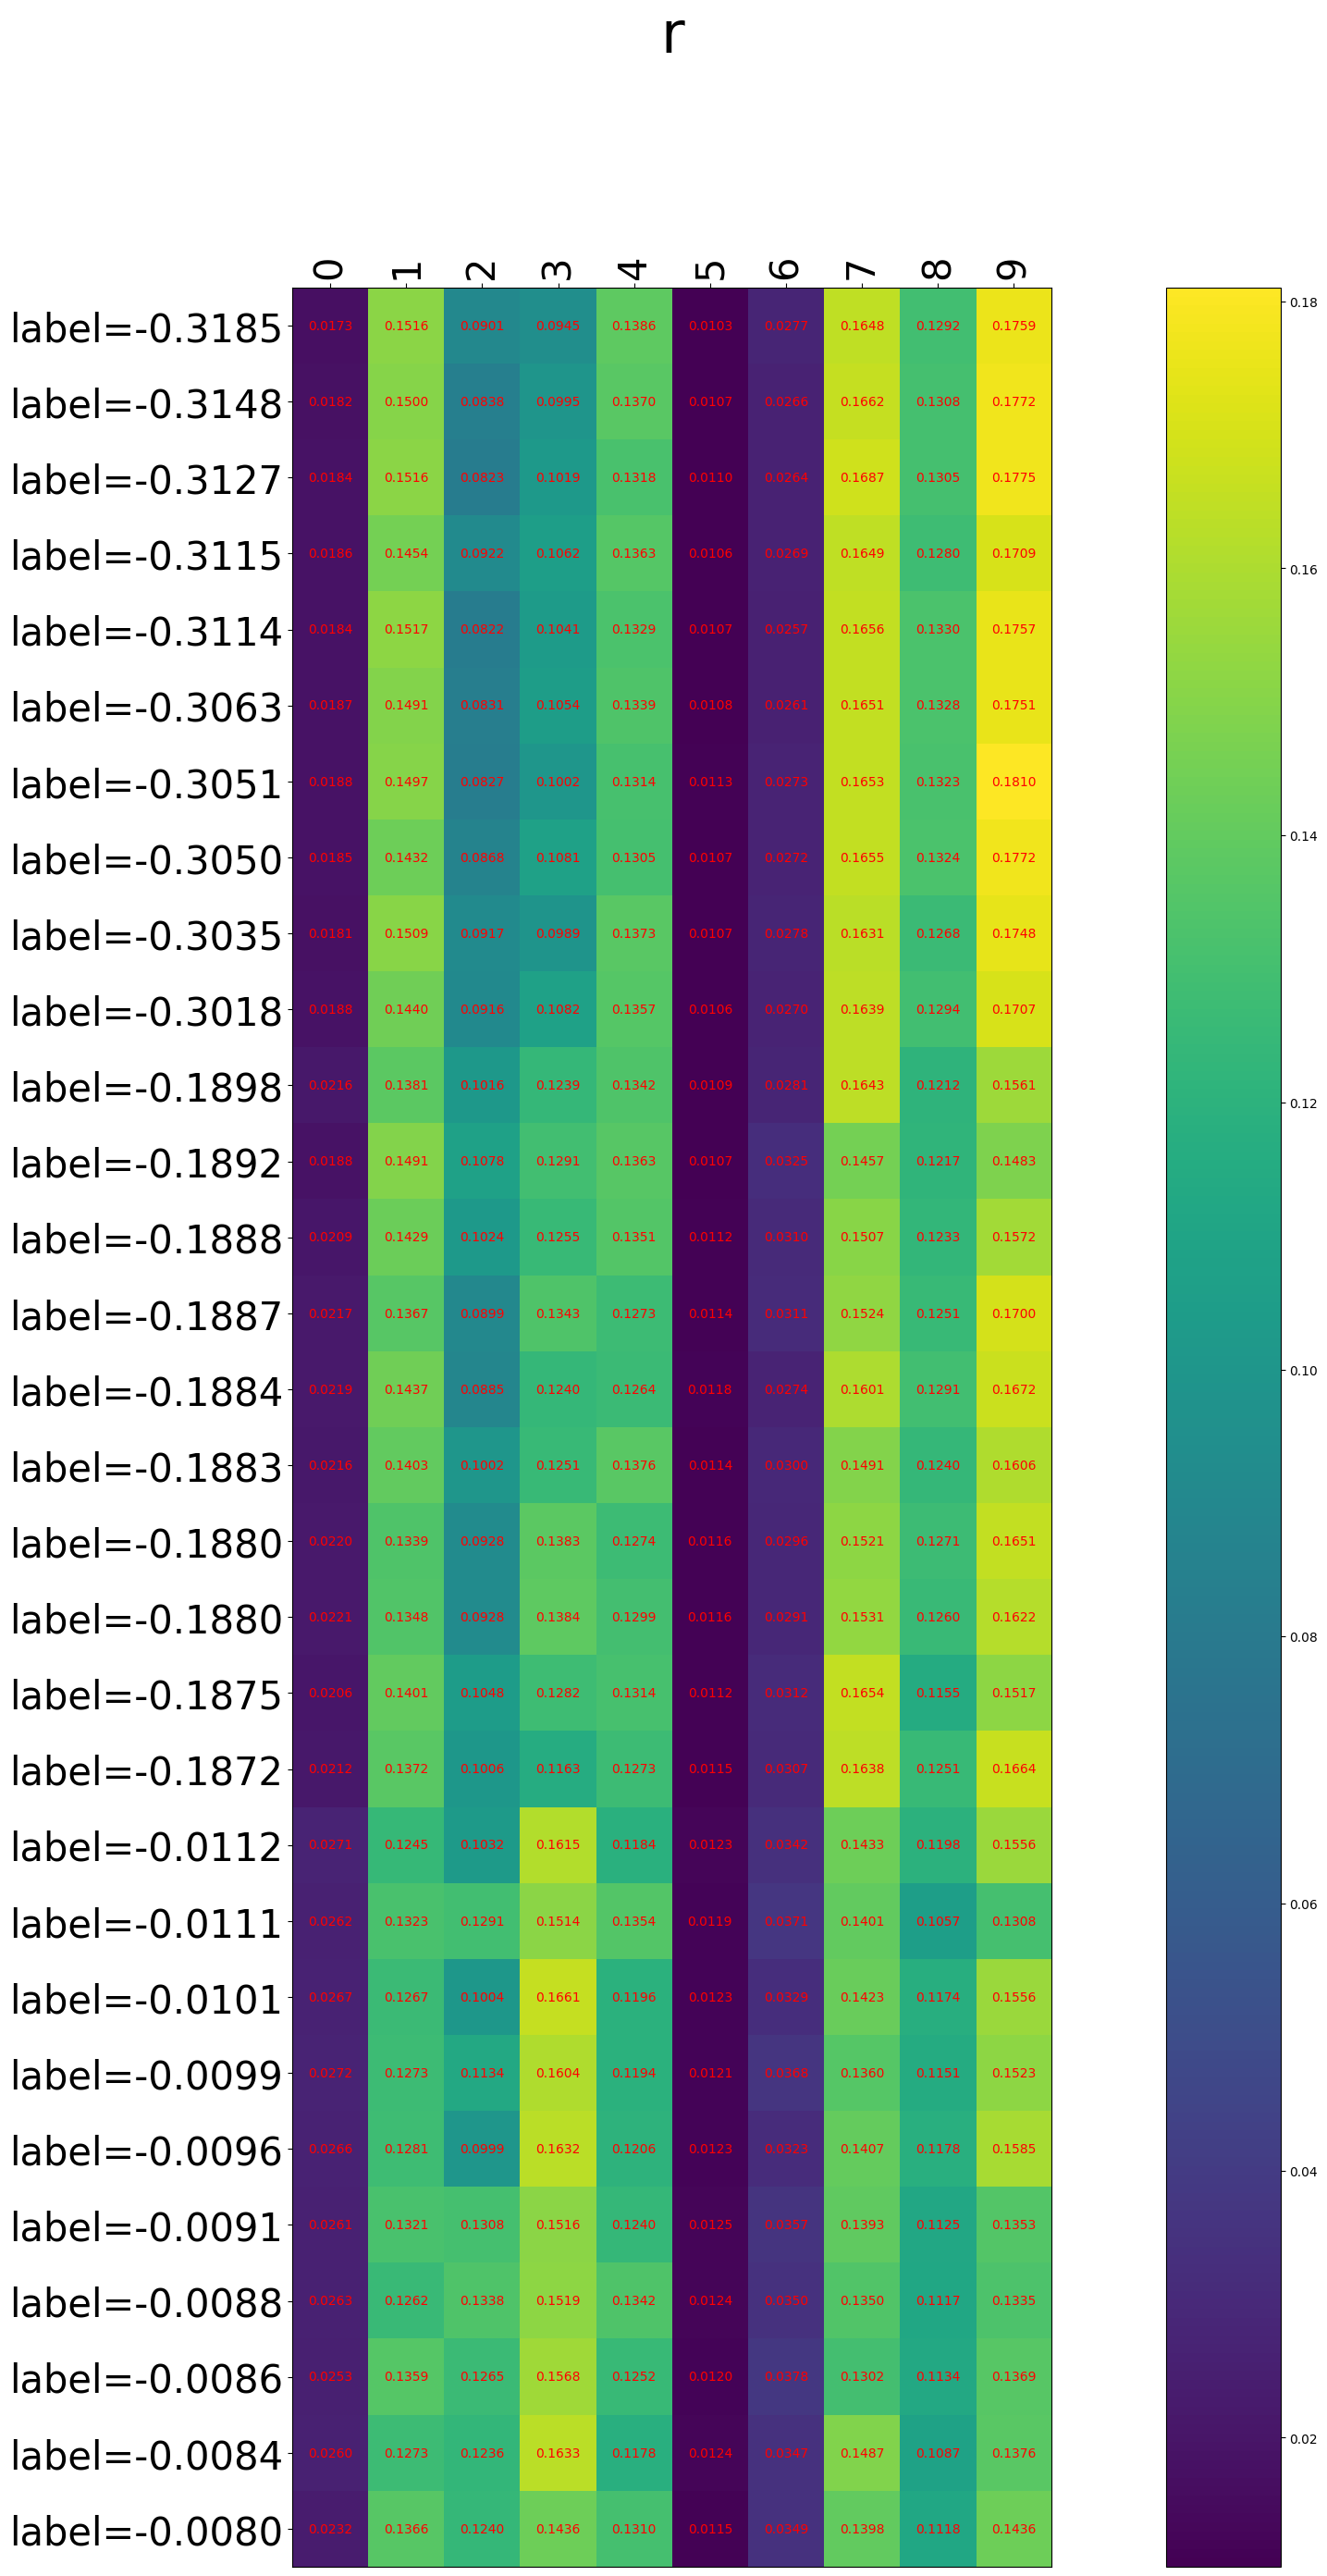 r
0 1 2 3 4 5 6 7 8 9
label=-0.3185 0.0173 0.1516 0.0901 0.0945 0.1386 0.0103 0.0277 0.1648 0.1292 0.1759
label=-0.3148 0.0182 0.1500 0.0838 0.0995 0.1370 0.0107 0.0266 0.1662 0.1308 0.1772
label=-0.3127 0.0184 0.1516 0.0823 0.1019 0.1318 0.0110 0.0264 0.1687 0.1305 0.1775
label=-0.3115 0.0186 0.1454 0.0922 0.1062 0.1363 0.0106 0.0269 0.1649 0.1280 0.1709
label=-0.3114 0.0184 0.1517 0.0822 0.1041 0.1329 0.0107 0.0257 0.1656 0.1330 0.1757
label=-0.3063 0.0187 0.1491 0.0831 0.1054 0.1339 0.0108 0.0261 0.1651 0.1328 0.1751
label=-0.3051 0.0188 0.1497 0.0827 0.1002 0.1314 0.0113 0.0273 0.1653 0.1323 0.1810
label=-0.3050 0.0185 0.1432 0.0868 0.1081 0.1305 0.0107 0.0272 0.1655 0.1324 0.1772
label=-0.3035 0.0181 0.1509 0.0917 0.0989 0.1373 0.0107 0.0278 0.1631 0.1268 0.1748
label=-0.3018 0.0188 0.1440 0.0916 0.1082 0.1357 0.0106 0.0270 0.1639 0.1294 0.1707
label=-0.1898 0.0216 0.1381 0.1016 0.1239 0.1342 0.0109 0.0281 0.1643 0.1212 0.1561
label=-0.1892 0.0188 0.1491 0.1078 0.1291 0.1363 0.0107 0.0325 0.1457 0.1217 0.1483
label=-0.1888 0.0209 0.1429 0.1024 0.1255 0.1351 0.0112 0.0310 0.1507 0.1233 0.1572
label=-0.1887 0.0217 0.1367 0.0899 0.1343 0.1273 0.0114 0.0311 0.1524 0.1251 0.1700
label=-0.1884 0.0219 0.1437 0.0885 0.1240 0.1264 0.0118 0.0274 0.1601 0.1291 0.1672
label=-0.1883 0.0216 0.1403 0.1002 0.1251 0.1376 0.0114 0.0300 0.1491 0.1240 0.1606
label=-0.1880 0.0220 0.1339 0.0928 0.1383 0.1274 0.0116 0.0296 0.1521 0.1271 0.1651
label=-0.1880 0.0221 0.1348 0.0928 0.1384 0.1299 0.0116 0.0291 0.1531 0.1260 0.1622
label=-0.1875 0.0206 0.1401 0.1048 0.1282 0.1314 0.0112 0.0312 0.1654 0.1155 0.1517
label=-0.1872 0.0212 0.1372 0.1006 0.1163 0.1273 0.0115 0.0307 0.1638 0.1251 0.1664
label=-0.0112 0.0271 0.1245 0.1032 0.1615 0.1184 0.0123 0.0342 0.1433 0.1198 0.1556
label=-0.0111 0.0262 0.1323 0.1291 0.1514 0.1354 0.0119 0.0371 0.1401 0.1057 0.1308
label=-0.0101 0.0267 0.1267 0.1004 0.1661 0.1196 0.0123 0.0329 0.1423 0.1174 0.1556
label=-0.0099 0.0272 0.1273 0.1134 0.1604 0.1194 0.0121 0.0368 0.1360 0.1151 0.1523
label=-0.0096 0.0266 0.1281 0.0999 0.1632 0.1206 0.0123 0.0323 0.1407 0.1178 0.1585
label=-0.0091 0.0261 0.1321 0.1308 0.1516 0.1240 0.0125 0.0357 0.1393 0.1125 0.1353
label=-0.0088 0.0263 0.1262 0.1338 0.1519 0.1342 0.0124 0.0350 0.1350 0.1117 0.1335
label=-0.0086 0.0253 0.1359 0.1265 0.1568 0.1252 0.0120 0.0378 0.1302 0.1134 0.1369
label=-0.0084 0.0260 0.1273 0.1236 0.1633 0.1178 0.0124 0.0347 0.1487 0.1087 0.1376
label=-0.0080 0.0232 0.1366 0.1240 0.1436 0.1310 0.0115 0.0349 0.1398 0.1118 0.1436
0.18
0.16
0.14
0.12
0.10
0.08
0.06
0.04
0.02